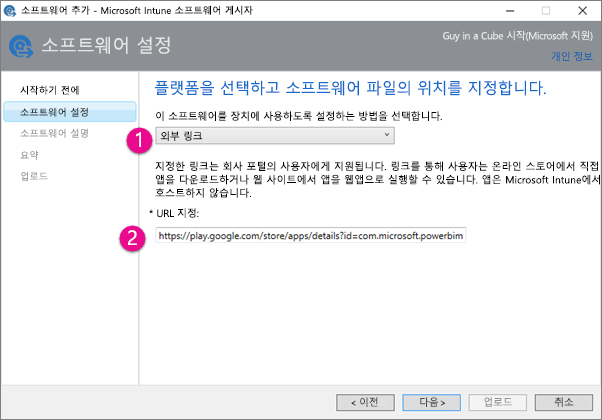 소프트웨어 추가 - Microsoft Intune 소프트웨어 게시자
소프트웨어 설정
Guy in a Cube 시작(Microsoft 지원)
개인 정보
시작하기 전에
소프트웨어 설정
소프트웨어 설명
요약
업로드
플랫폼을 선택하고 소프트웨어 파일의 위치를 지정합니다.
이 소프트웨어를 장치에 사용하도록 설정하는 방법을 선택합니다.
1
외부 링크
지정한 링크는 회사 포털의 사용자에게 지원됩니다. 링크를 통해 사용자는 온라인 스토어에서 직접
앱을 다운로드하거나 웹 사이트에서 앱을 웹앱으로 실행할 수 있습니다. 앱은 Microsoft Intune에서
호스트하지 않습니다.
* URL 지정:
2
https://play.google.com/store/apps/details?id=com.microsoft.powerbim
< 이전
다음 >
업로드
취소